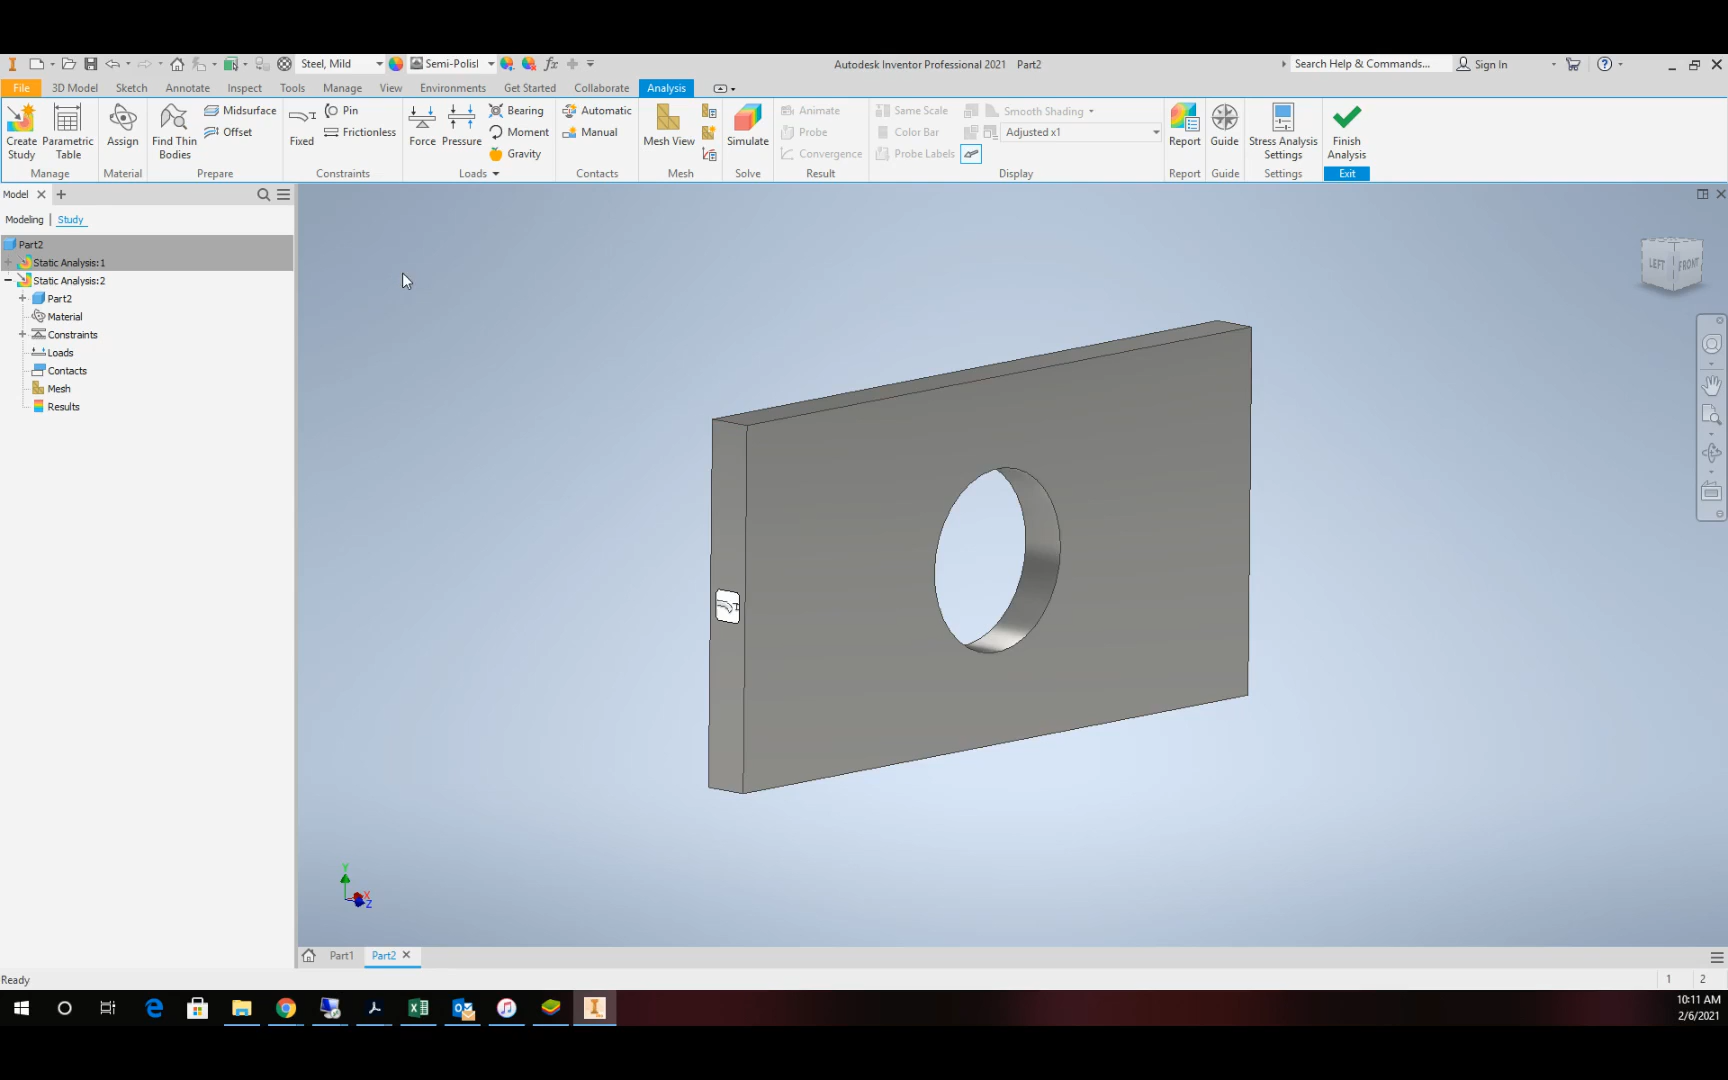 Steel, Mild
Semi-Polisl
Autodesk Inventor Professional 2021 Part2
Search Help & Commands...
Sign In
File 3D Model Sketch Annotate Inspect Tools Manage View Environments Get Started Collaborate Analysis
Create Study
Parametric Table
Manage
Assign
Material
Find Thin Bodies
Midsurface
Offset
Prepare
Fixed
Pin
Frictionless
Constraints
Force
Pressure
Bearing
Moment
Gravity
Loads
Automatic
Manual
Contacts
Mesh View
Mesh
Simulate
Solve
Animate
Probe
Convergence
Result
Same Scale
Color Bar
Probe Labels
Smooth Shading
Adjusted x1
Display
Report
Report
Guide
Guide
Stress Analysis Settings
Settings
Finish Analysis
Exit
Model
Modeling | Study
Part2
Static Analysis:1
Static Analysis:2
Part2
Material
Constraints
Loads
Contacts
Mesh
Results
LEFT FRONT
Y
X
Z
Part1 Part2
Ready
1 2
10:11 AM
2/6/2021